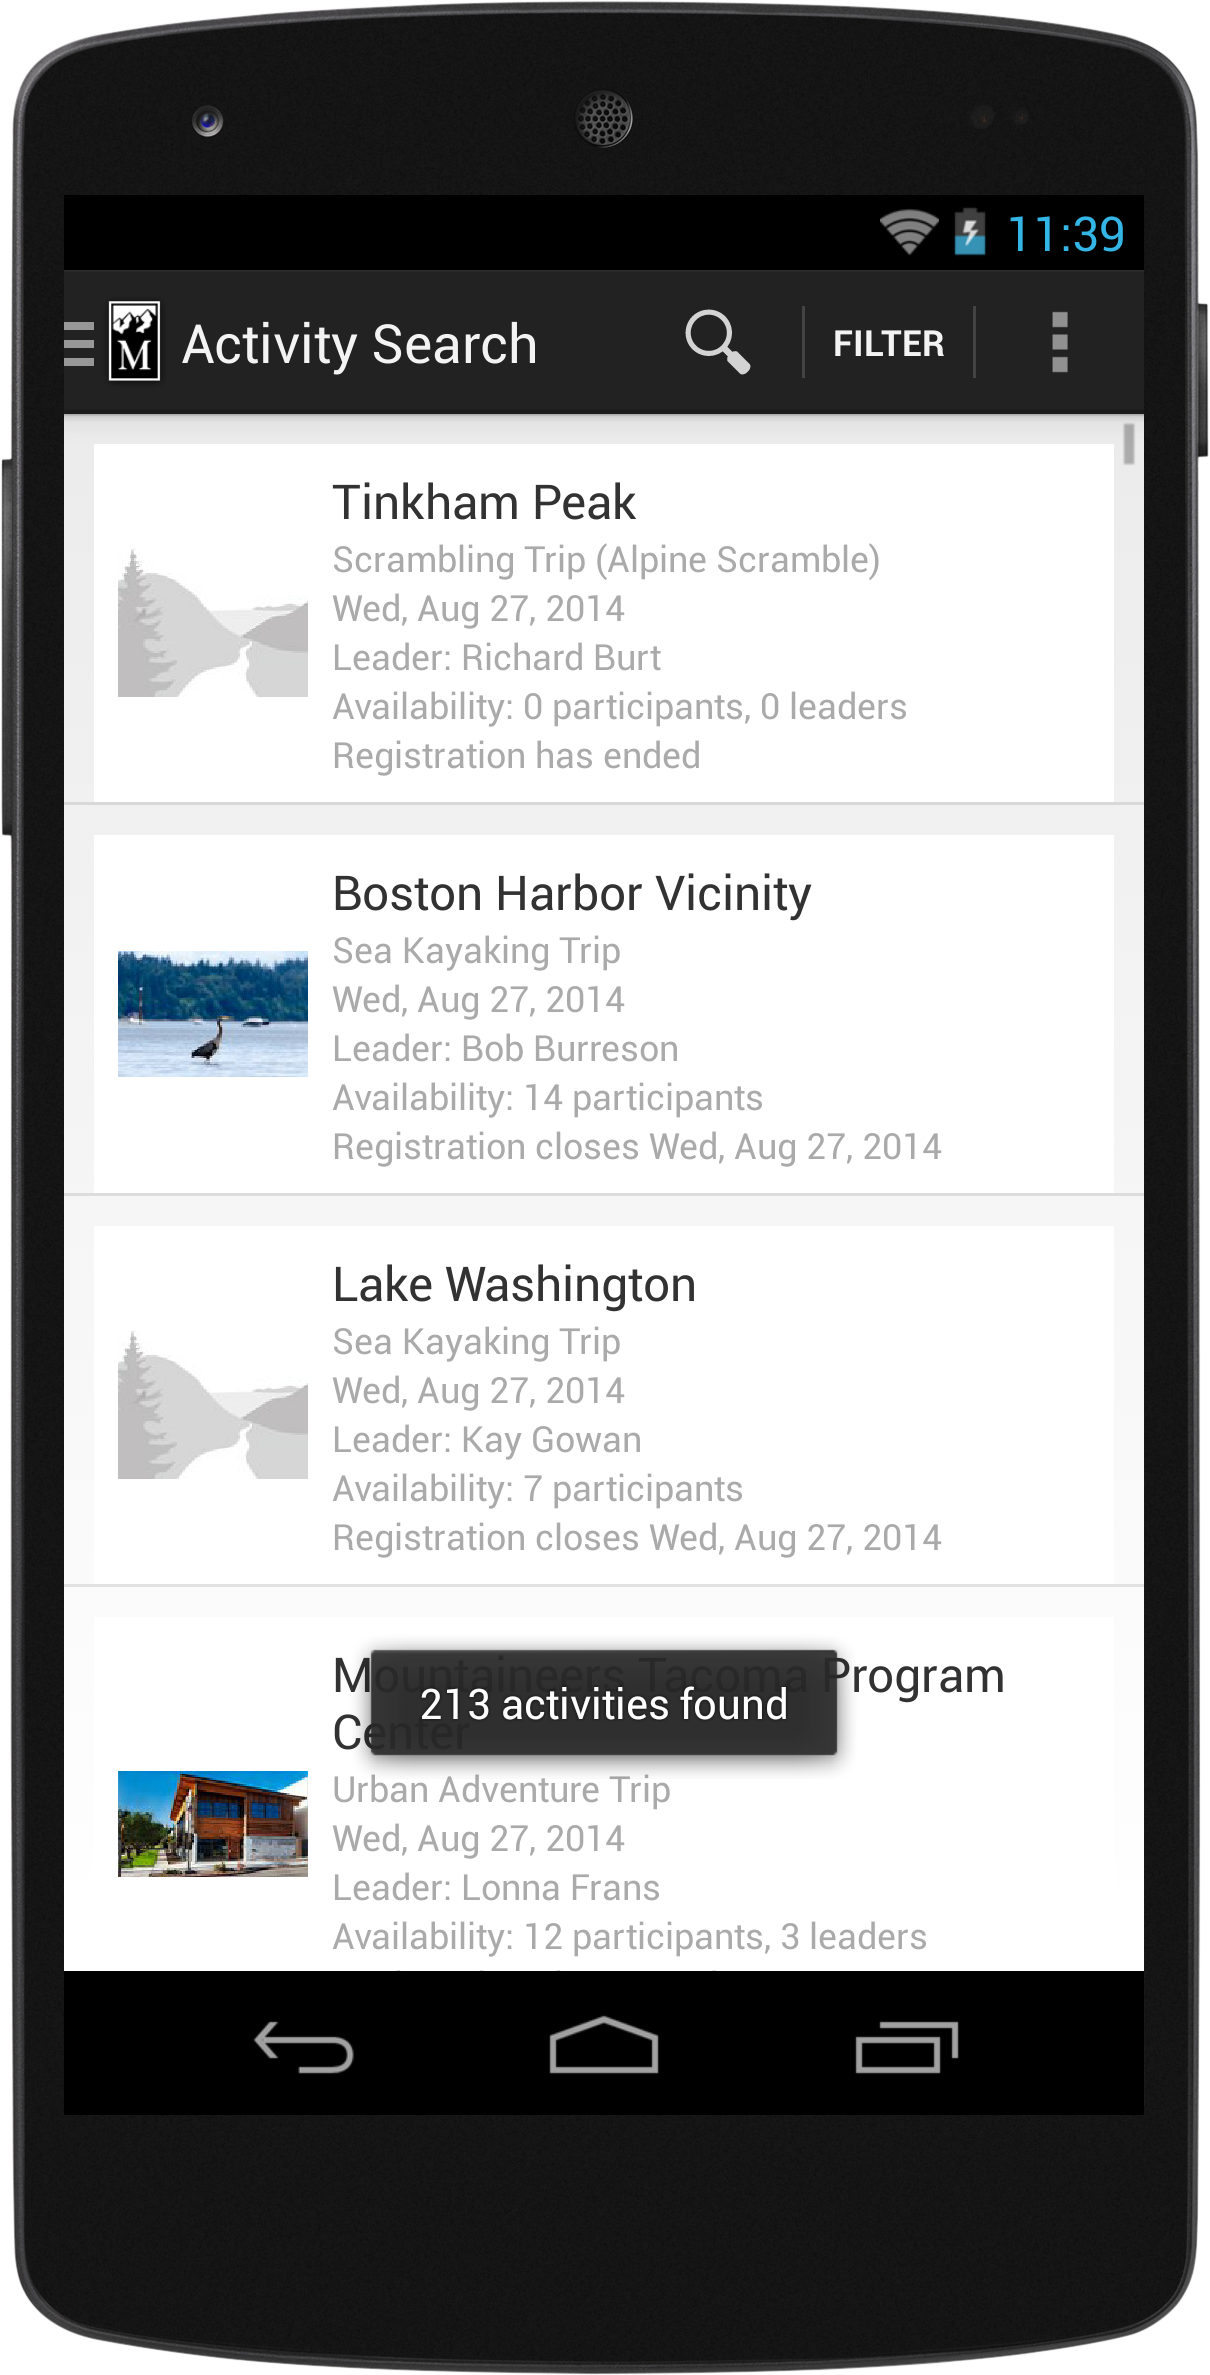 11:39
M
Activity Search
FILTER
Tinkham Peak
Scrambling Trip (Alpine Scramble)
Wed, Aug 27, 2014
Leader: Richard Burt
Availability: 0 participants, 0 leaders
Registration has ended
Boston Harbor Vicinity
Sea Kayaking Trip
Wed, Aug 27, 2014
Leader: Bob Burreson
Availability: 14 participants
Registration closes Wed, Aug 27, 2014
Lake Washington
Sea Kayaking Trip
Wed, Aug 27, 2014
Leader: Kay Gowan
Availability: 7 participants
Registration closes Wed, Aug 27, 2014
Mountaineers Tacoma Program
213 activities found
Center
Urban Adventure Trip
Wed, Aug 27, 2014
Leader: Lonna Frans
Availability: 12 participants, 3 leaders